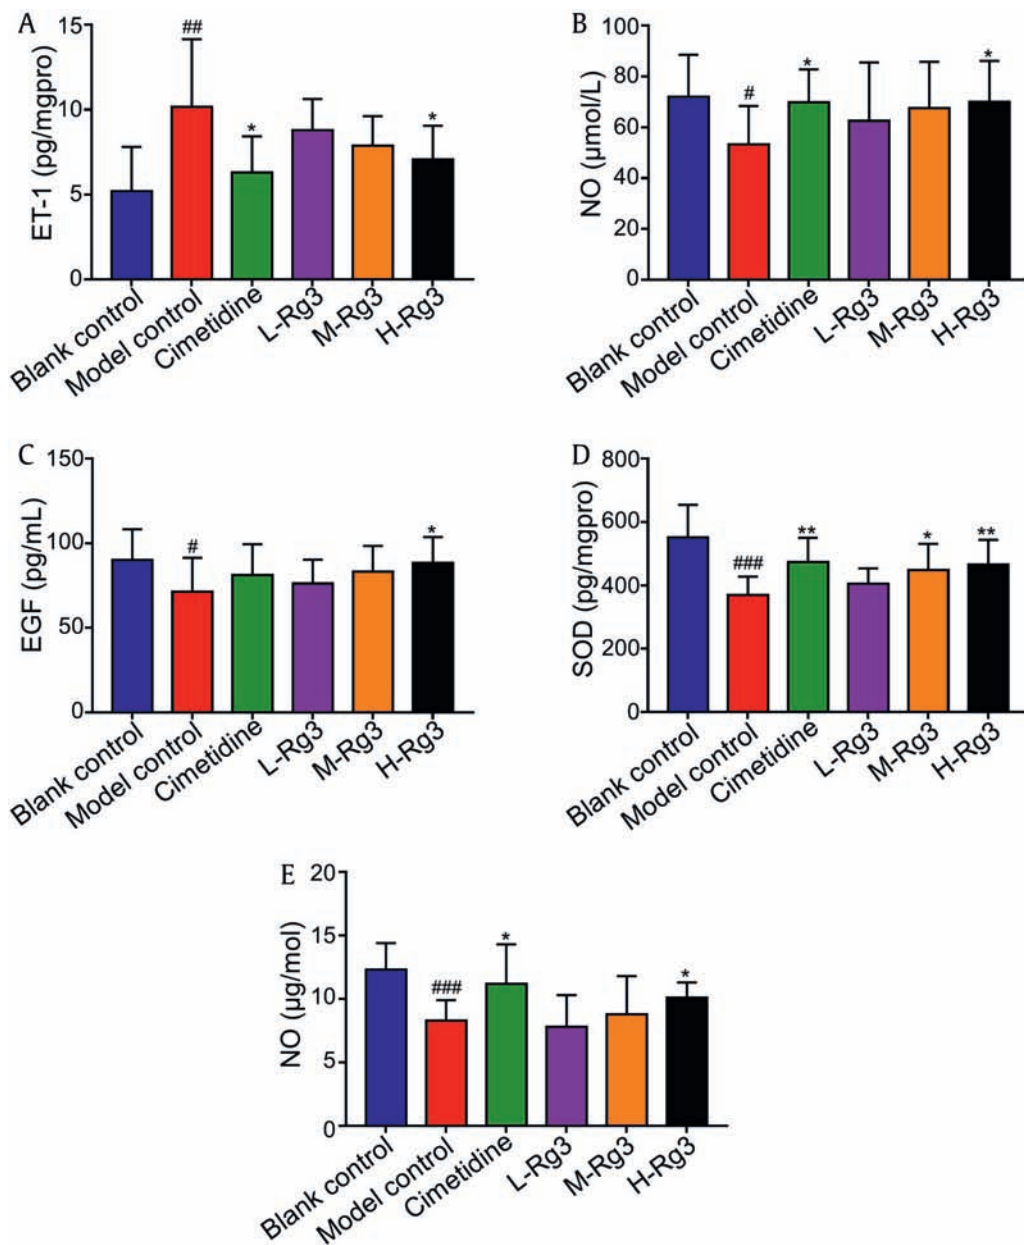 A
ET-1 (pg/mgpro)
15
10
5
0
##
*
*
Blank control
Model control
Cimetidine
L-Rg3
M-Rg3
H-Rg3
B
NO (μmol/L)
100
80
60
40
20
0
#
*
*
Blank control
Model control
Cimetidine
L-Rg3
M-Rg3
H-Rg3
C
EGF (pg/mL)
150
100
50
0
#
*
Blank control
Model control
Cimetidine
L-Rg3
M-Rg3
H-Rg3
D
SOD (pg/mgpro)
800
600
400
200
0
###
**
*
**
Blank control
Model control
Cimetidine
L-Rg3
M-Rg3
H-Rg3
E
NO (μg/mol)
20
15
10
5
0
###
*
*
Blank control
Model control
Cimetidine
L-Rg3
M-Rg3
H-Rg3